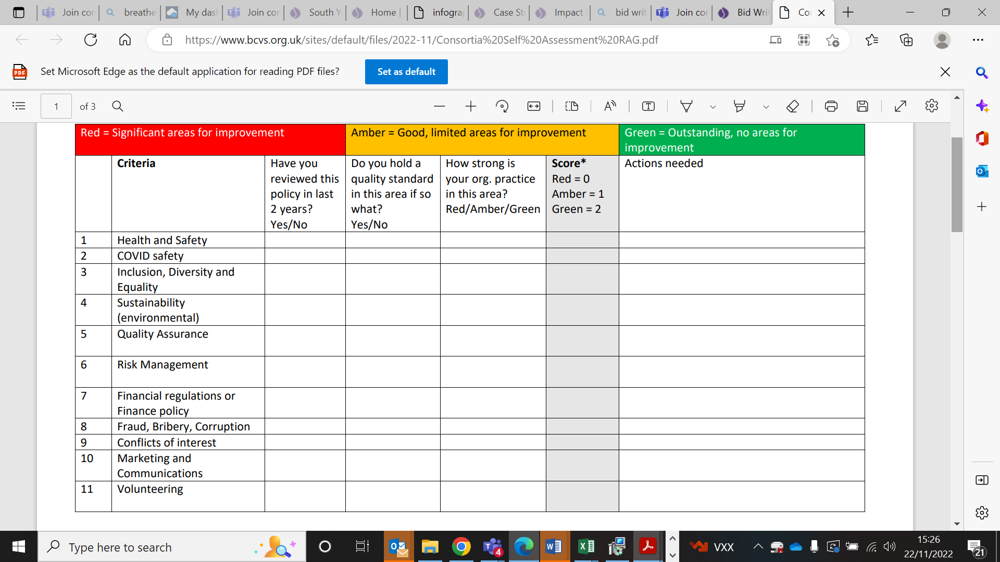 Join cor
breathe
My dash
Join cor
South Y
Home |
infogra
Case Stu
Impact
bid writ
Join cor
Bid Writ
Co
https://www.bcvs.org.uk/sites/default/files/2022-11/Consortia%20Self%20Assessment%20RAG.pdf
PDF
Set Microsoft Edge as the default application for reading PDF files?
Set as default
1
of 3
Red = Significant areas for improvement
Amber = Good, limited areas for improvement
Green = Outstanding, no areas for
improvement
Criteria
Have you
reviewed this
policy in last
2 years?
Yes/No
Do you hold a
quality standard
in this area if so
what?
Yes/No
How strong is
your org. practice
in this area?
Red/Amber/Green
Score*
Red = 0
Amber = 1
Green = 2
Actions needed
1 Health and Safety
2 COVID safety
3 Inclusion, Diversity and
Equality
4 Sustainability
(environmental)
5 Quality Assurance
6 Risk Management
7 Financial regulations or
Finance policy
8 Fraud, Bribery, Corruption
9 Conflicts of interest
10 Marketing and
Communications
11 Volunteering
Type here to search
4
VXX
15:26
22/11/2022
21